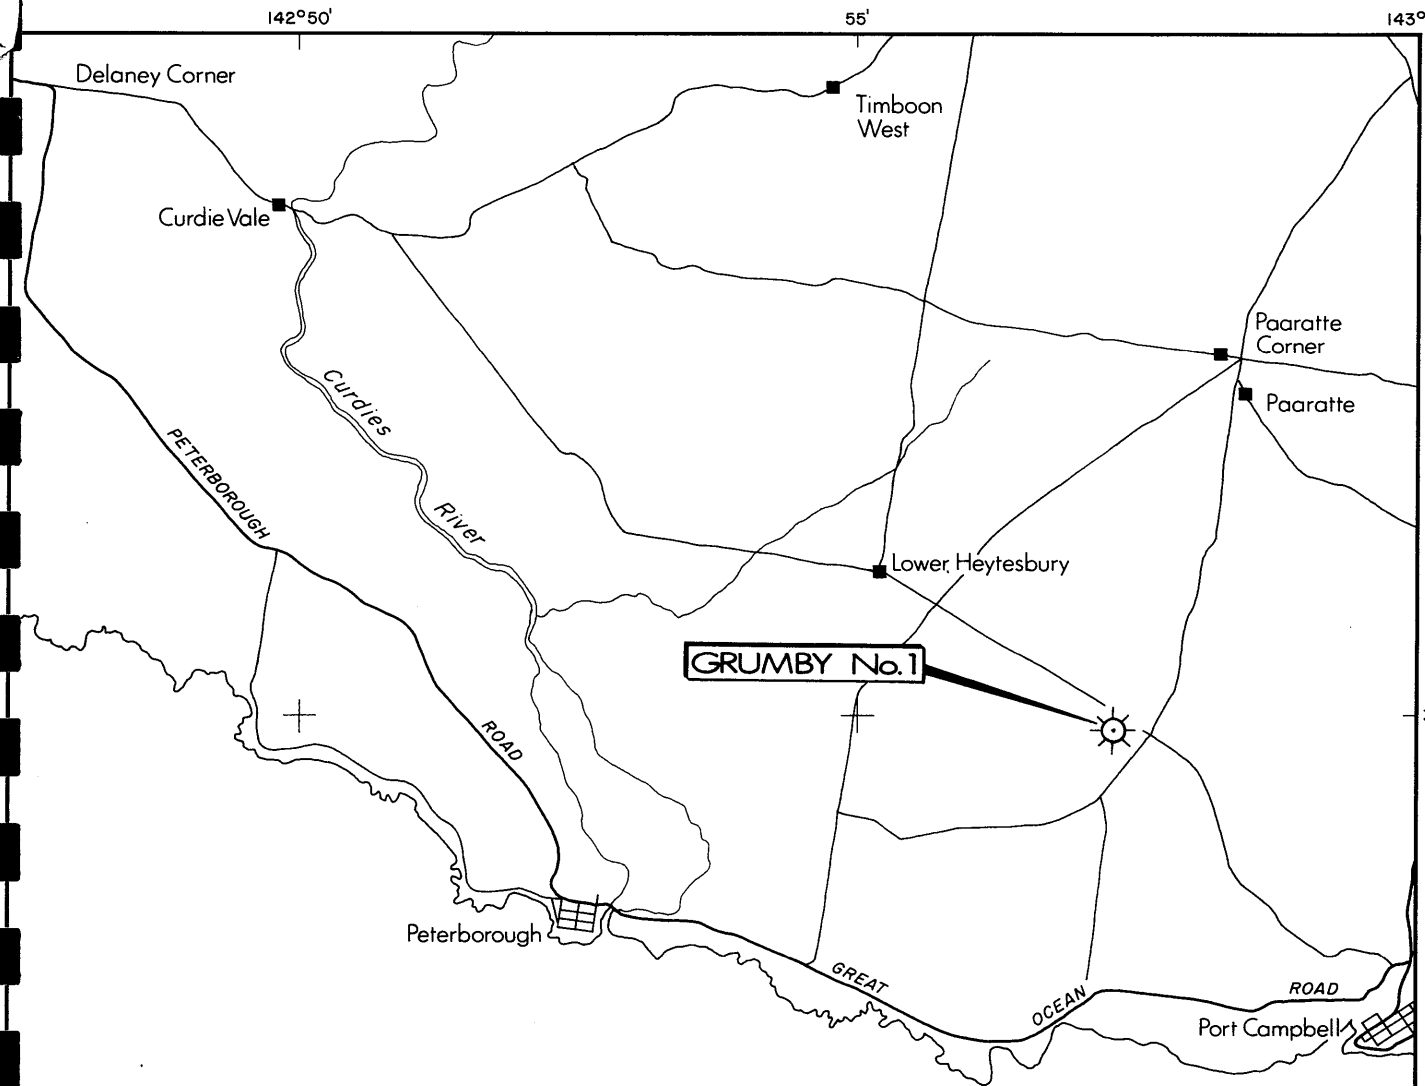 142°50'
55'
143°
Delaney Corner
Timboon
West
Curdie Vale
Paaratte
Corner
Paaratte
Curdies
River
PETERBOROUGH
ROAD
Lower Heytesbury
GRUMBY No.1
Peterborough
GREAT
OCEAN
ROAD
Port Campbell